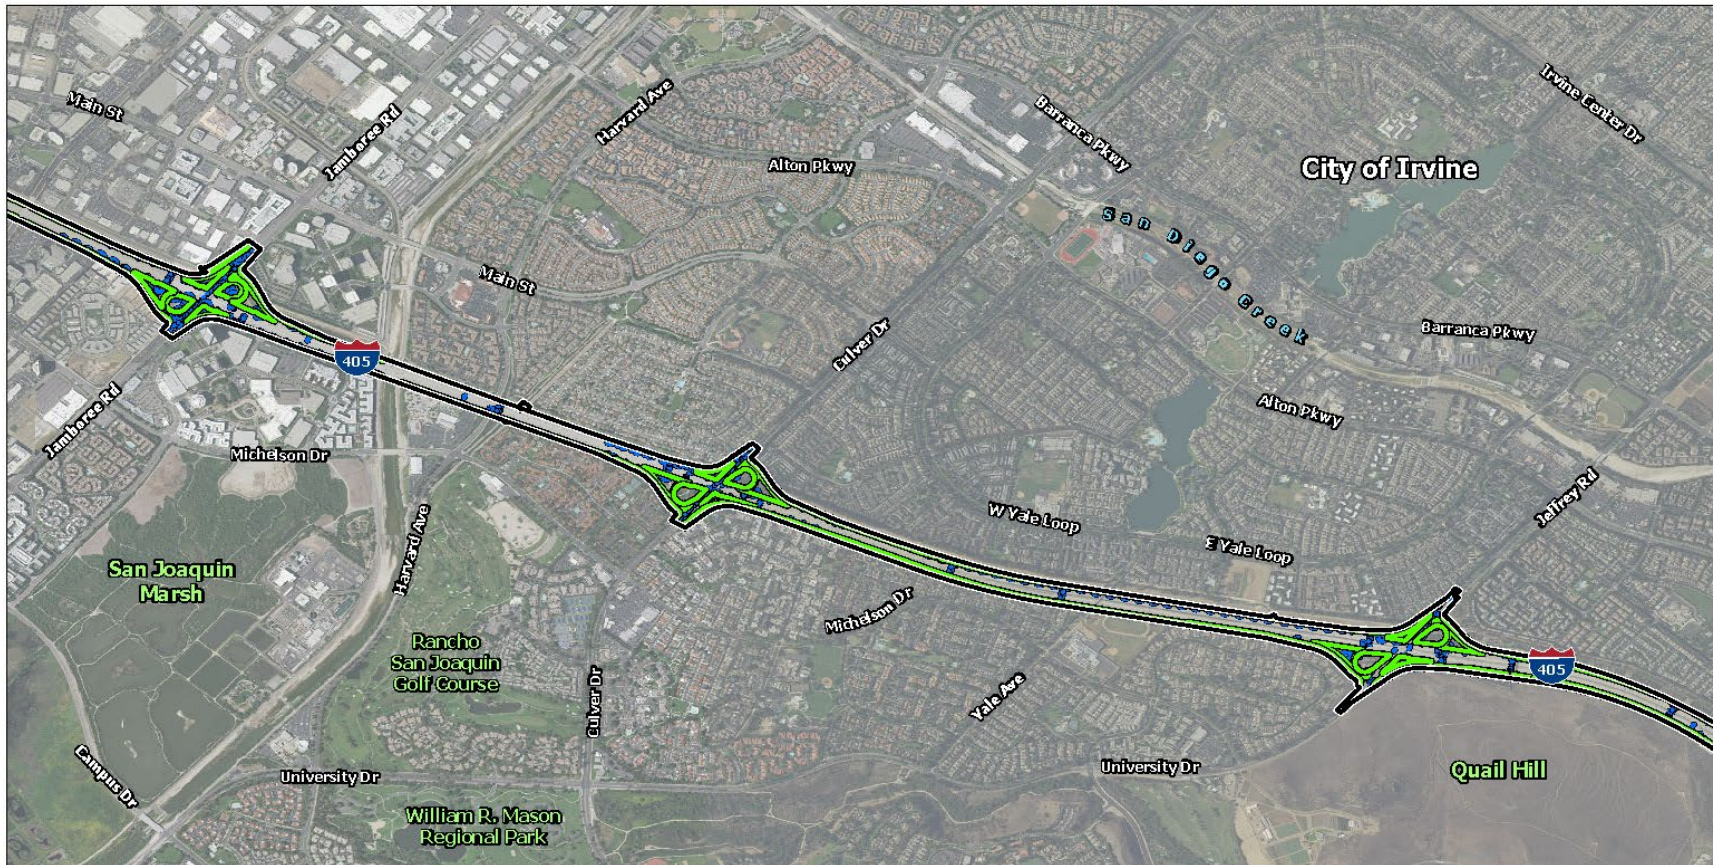 Irvine Center Dr
Main St
Jamboree Rd
Harvard Ave
Barranca Pkwy
Alton Pkwy
City of Irvine
San Diego Creek
Main St
Barranca Pkwy
Culver Dr
405
Jamboree Rd
Alton Pkwy
Michelson Dr
Jeffrey Rd
W Yale Loop
E Yale Loop
Harvard Ave
San Joaquin
Marsh
Michelson Dr
Rancho
San Joaquin
Golf Course
405
Culver Dr
Yale Ave
Campus Dr
University Dr
University Dr
Quail Hill
William R. Mason
Regional Park